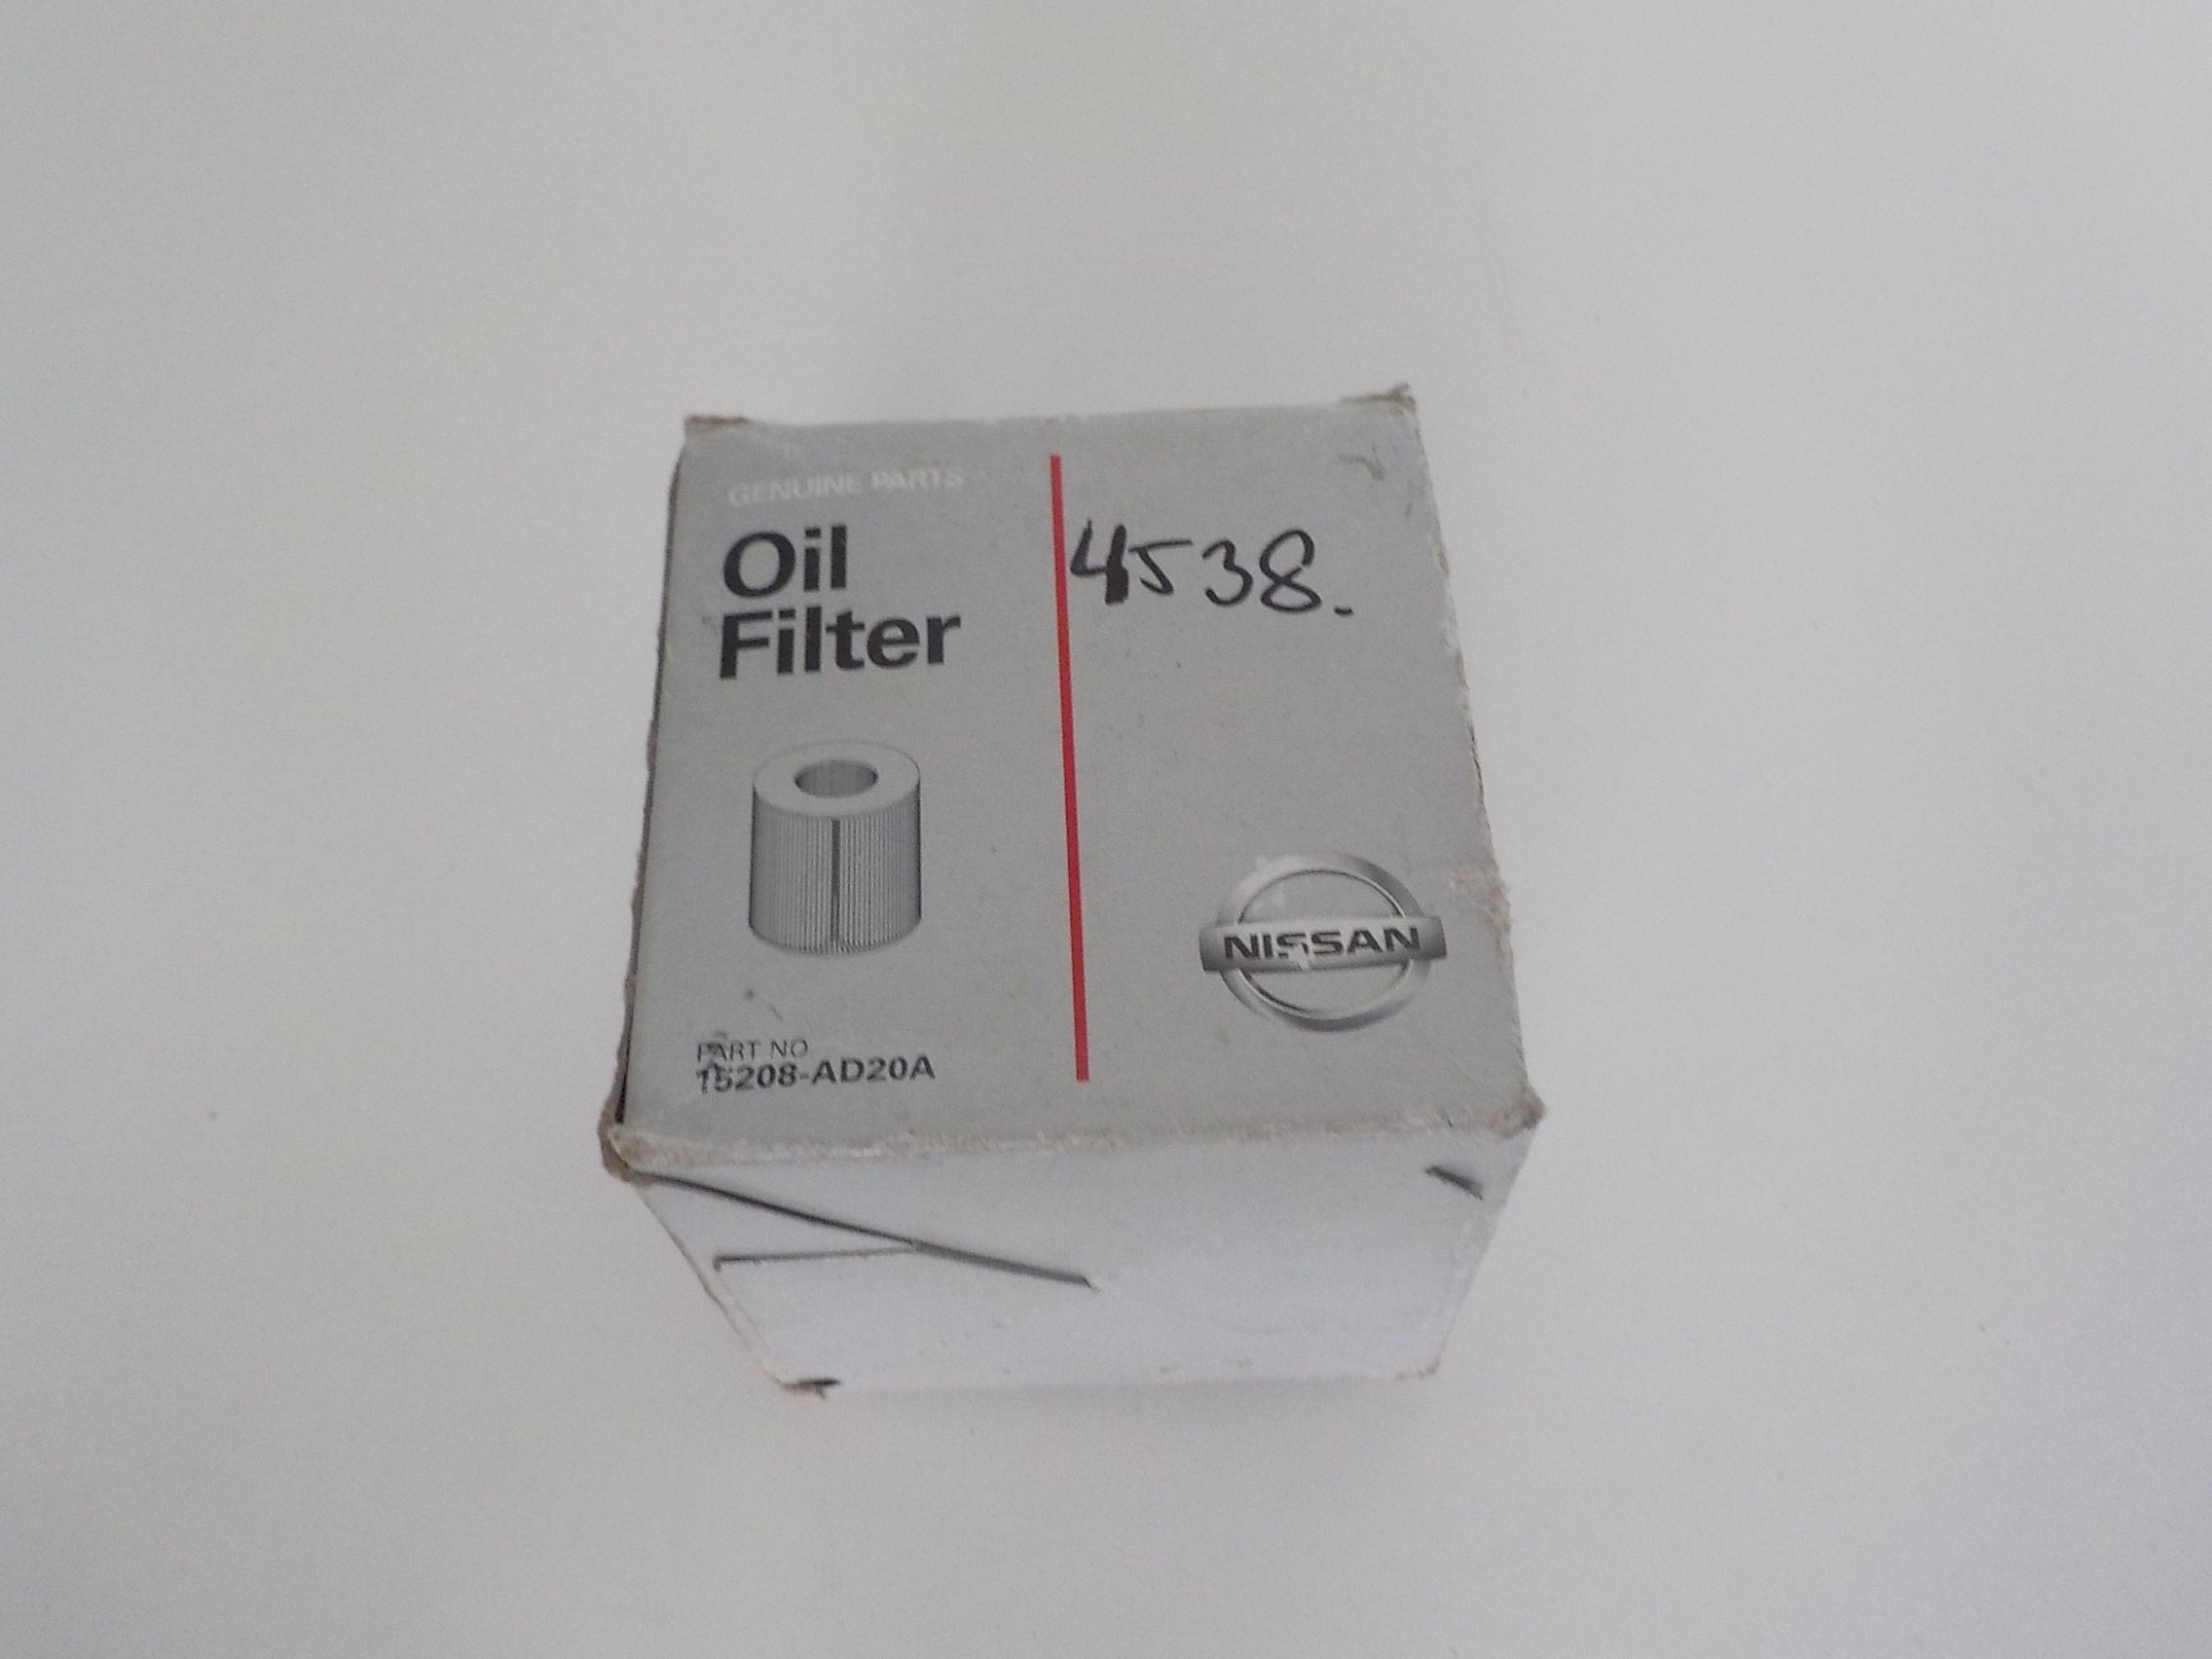 GENUINE PARTS
Oil
Filter
4538.
NISSAN
PART NO
15208-AD20A